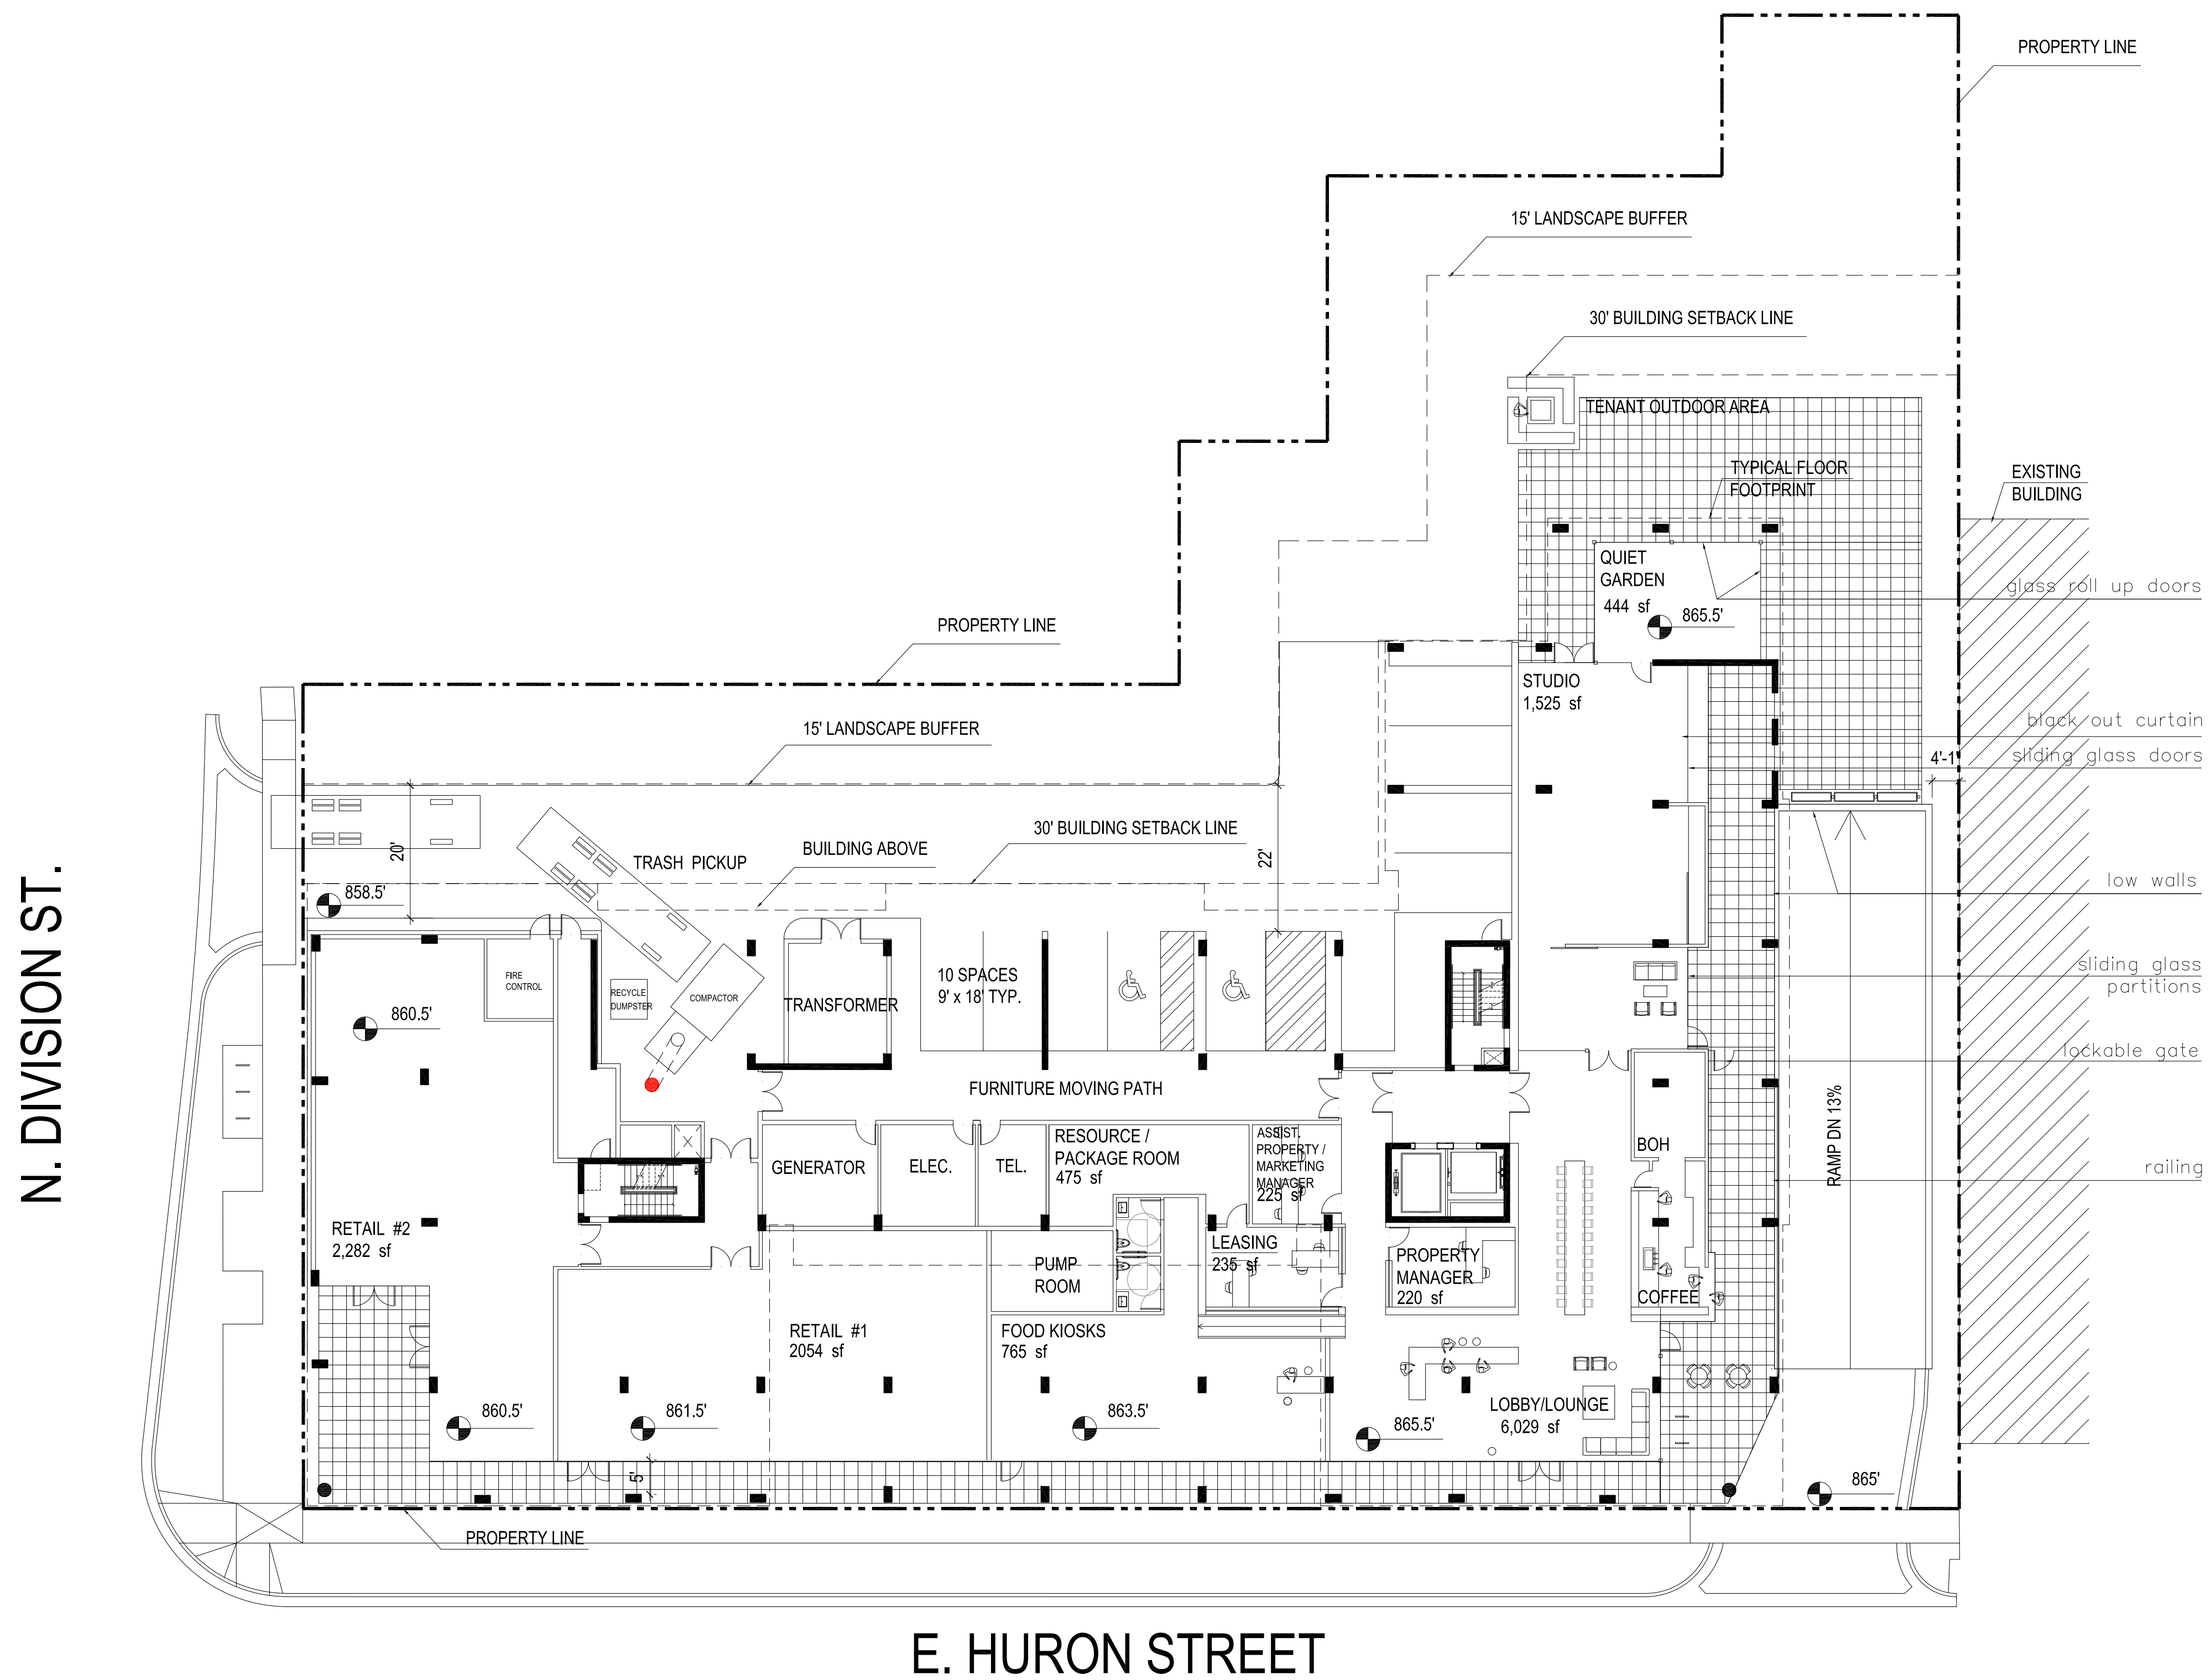 PROPERTY LINE
15' LANDSCAPE BUFFER
30' BUILDING SETBACK LINE
TENANT OUTDOOR AREA
TYPICAL FLOOR
FOOTPRINT
EXISTING
BUILDING
QUIET
GARDEN
444 sf
865.5'
glass roll up doors
PROPERTY LINE
STUDIO
1,525 sf
black out curtain
15' LANDSCAPE BUFFER
4'-1"
sliding glass doors
30' BUILDING SETBACK LINE
20'
TRASH PICKUP
BUILDING ABOVE
22'
low walls
858.5'
FIRE
CONTROL
RECYCLE
DUMPSTER
COMPACTOR
TRANSFORMER
10 SPACES
9' x 18' TYP.
sliding glass
partitions
860.5'
lockable gate
FURNITURE MOVING PATH
RAMP DN 13%
GENERATOR
ELEC.
TEL.
RESOURCE /
PACKAGE ROOM
475 sf
ASSIST.
PROPERTY /
MARKETING
MANAGER
225 sf
BOH
railing
RETAIL #2
2,282 sf
PUMP
ROOM
LEASING
235 sf
PROPERTY
MANAGER
220 sf
COFFEE
RETAIL #1
2054 sf
FOOD KIOSKS
765 sf
LOBBY/LOUNGE
6,029 sf
860.5'
861.5'
863.5'
865.5'
5'
865'
PROPERTY LINE
N. DIVISION ST.
E. HURON STREET